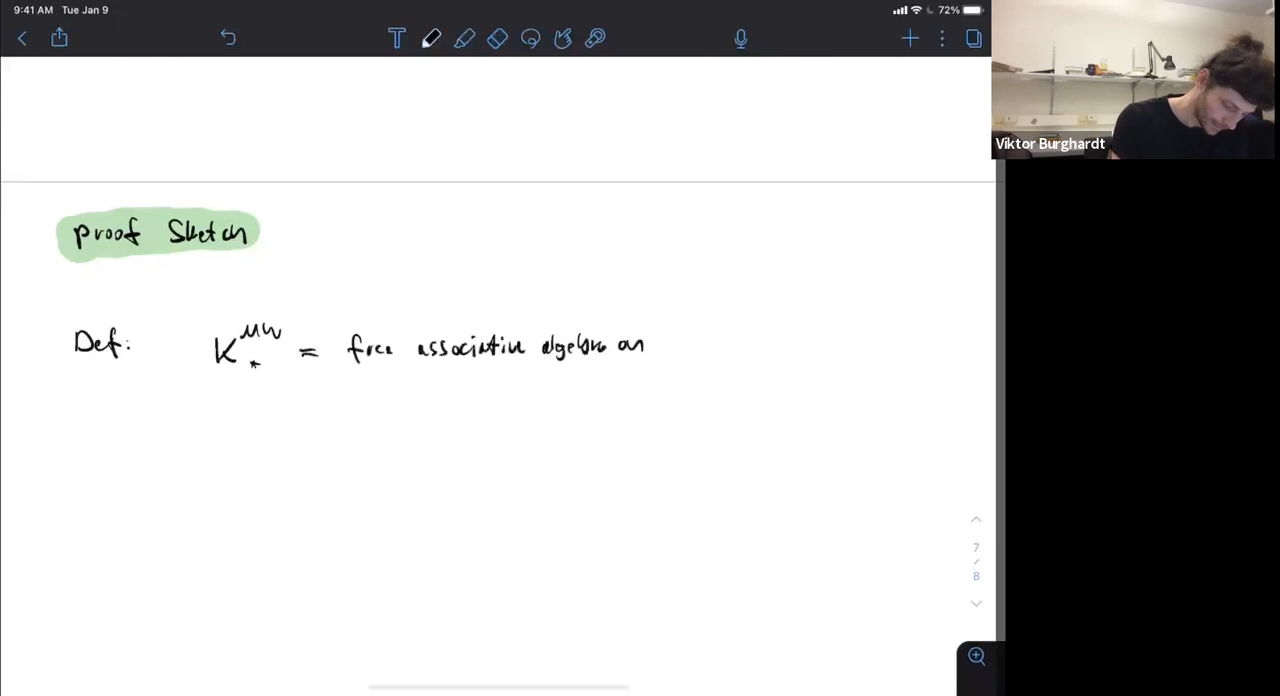 9:41 AM Tue Jan 9
72%
T
Viktor Burghardt
Proof Sketch
Def: K_*^{MW} = free associative algebra on
7
/
8